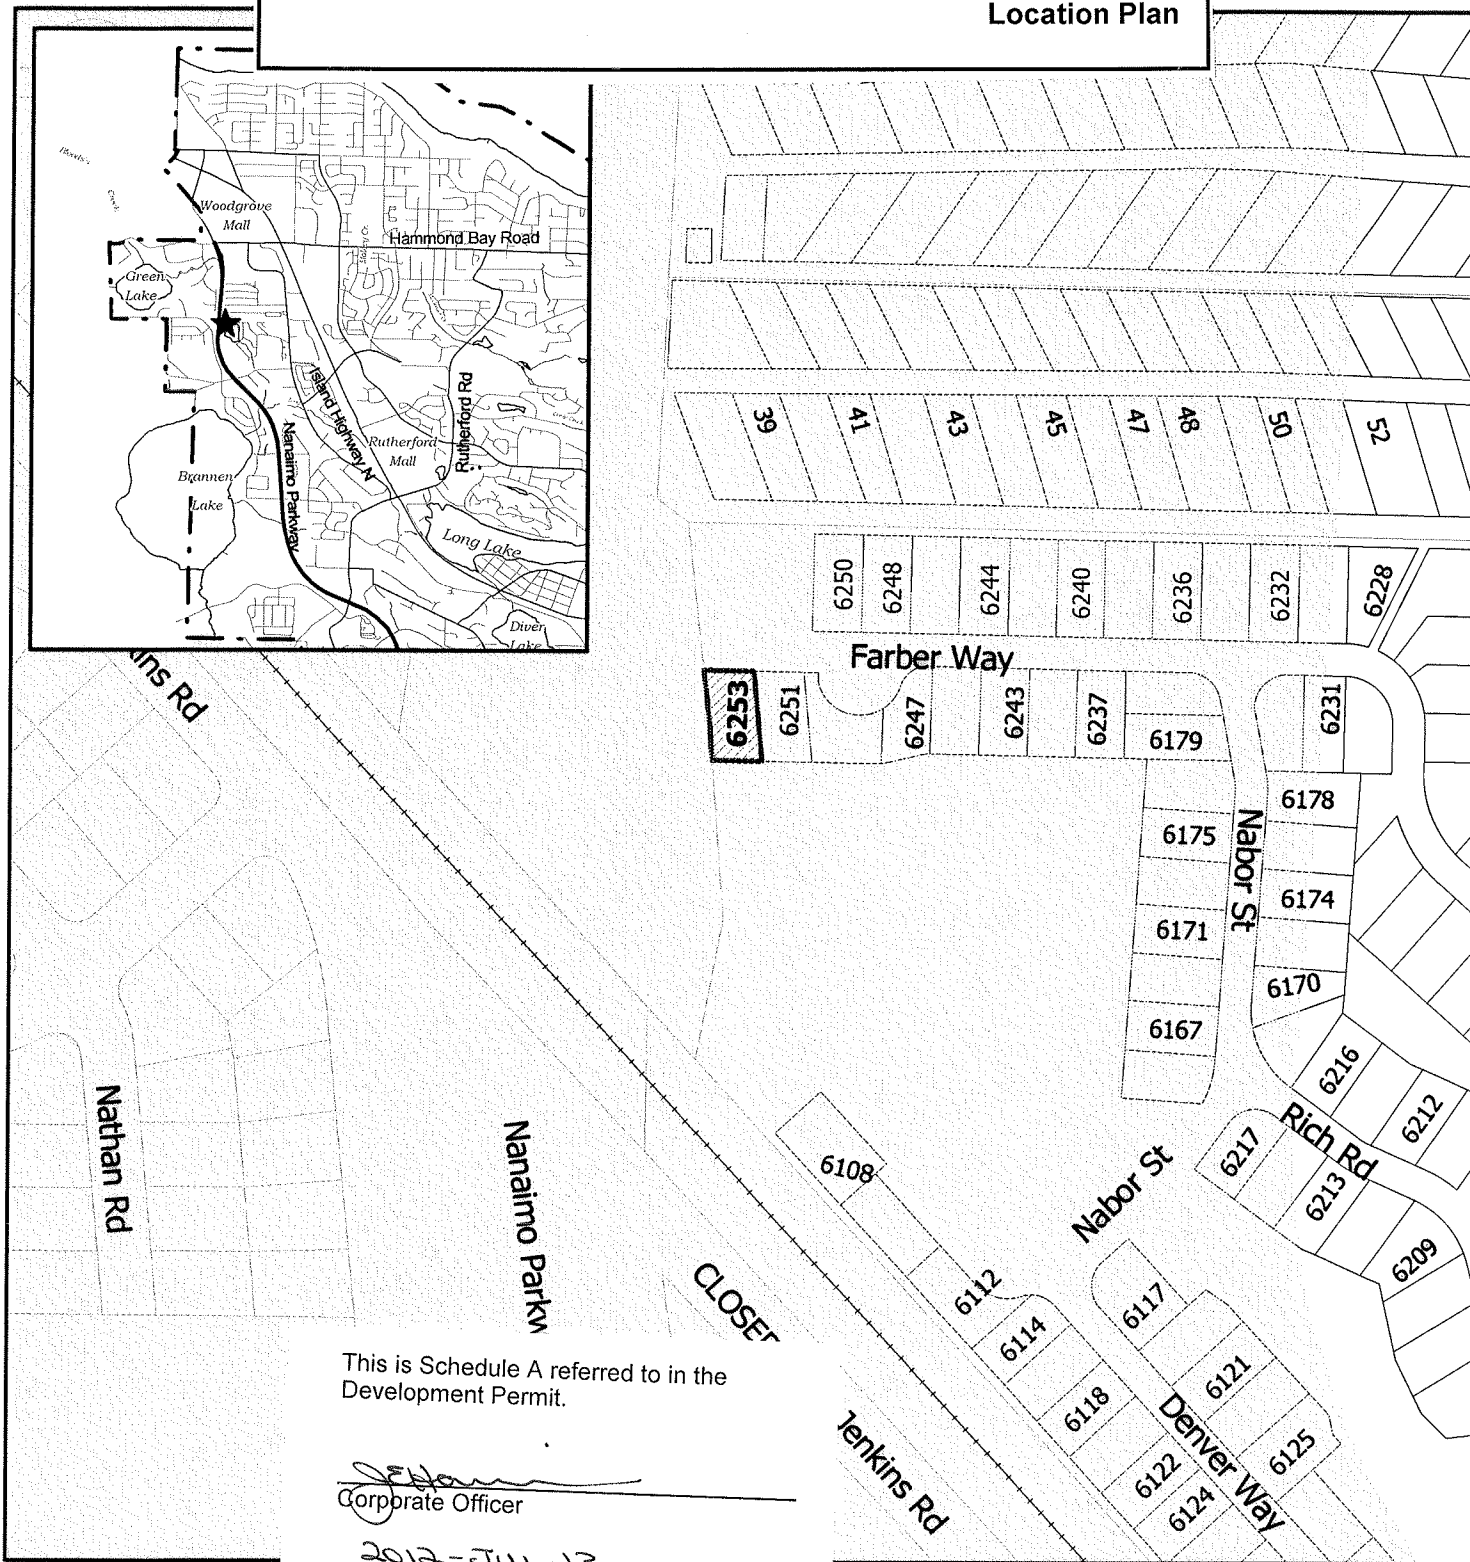 Location Plan
Woodgrove
Mall
Hammond Bay Road
Green
Lake
Island Highway N
Rutherford Rd
Rutherford
Mall
Nanaimo Parkway
Brannen
Lake
Long Lake
Diver
Lake
39
41
43
45
47
48
50
52
6250
6248
6244
6240
6236
6232
6228
Farber Way
kins Rd
6253
6251
6247
6243
6237
6179
6231
6178
6175
Nabor St
6174
6171
6170
6167
6216
6212
Rich Rd
6217
6213
6209
Nathan Rd
Nanaimo Parkw
6108
Nabor St
CLOSED
6112
6114
6117
6118
6121
Denver Way
6122
6125
6124
Jenkins Rd
This is Schedule A referred to in the
Development Permit.
Corporate Officer